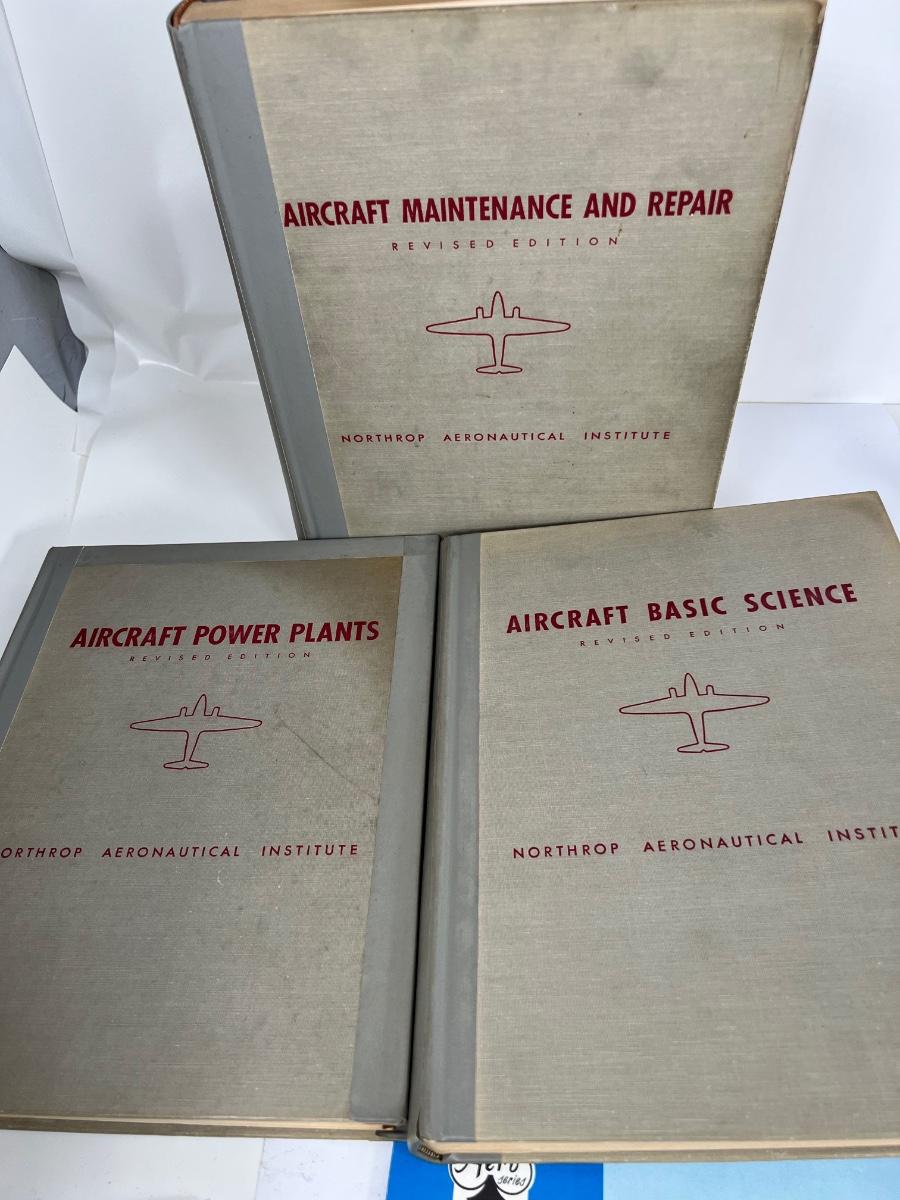 AIRCRAFT MAINTENANCE AND REPAIR
REVISED EDITION
NORTHROP AERONAUTICAL INSTITUTE
AIRCRAFT POWER PLANTS
REVISED EDITION
ORTHROP AERONAUTICAL INSTITUTE
AIRCRAFT BASIC SCIENCE
REVISED EDITION
NORTHROP AERONAUTICAL INSTIT
Aero
series